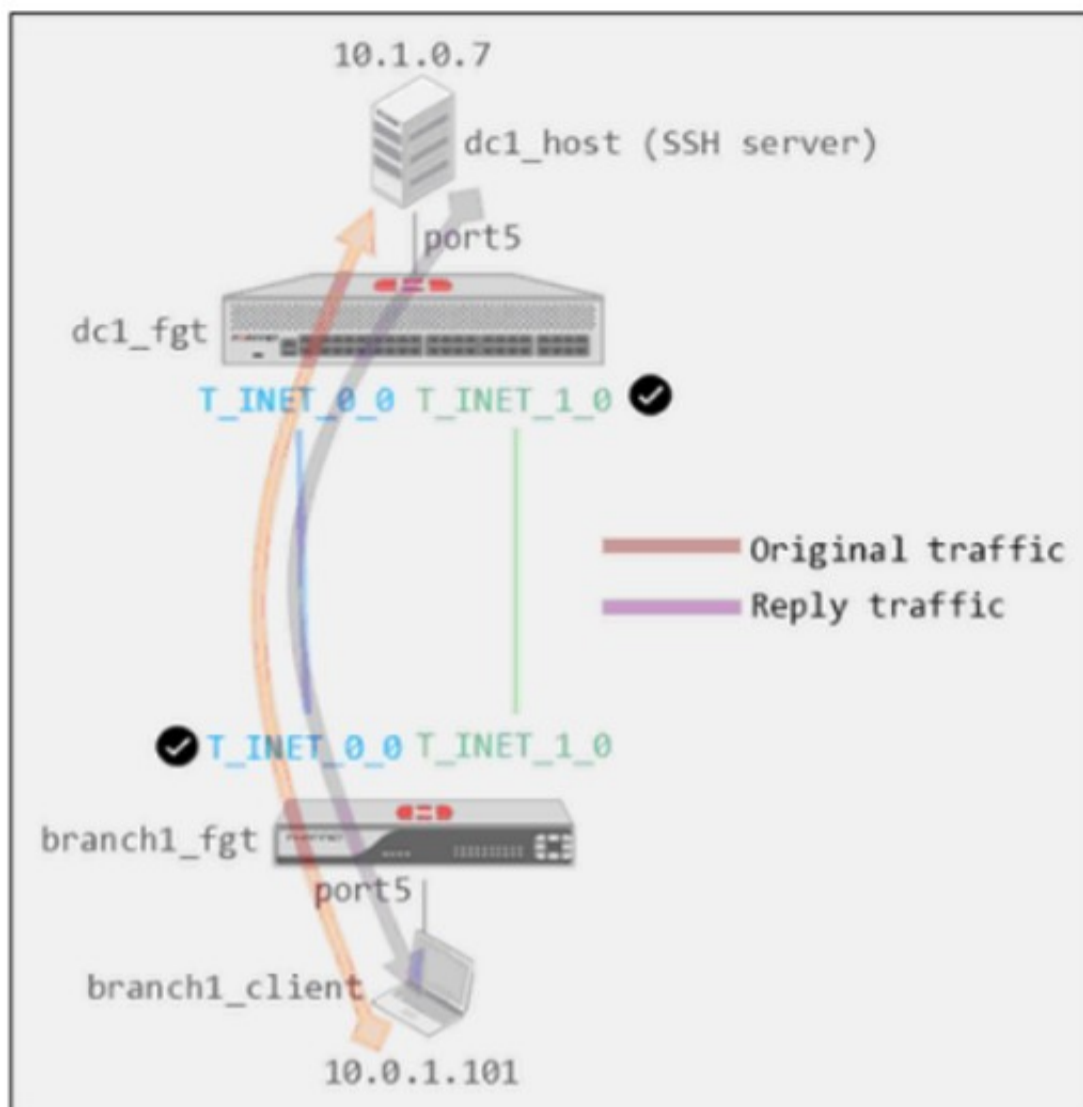 10.1.0.7
dc1_host (SSH server)
port5
dc1_fgt
T_INET_0_0 T_INET_1_0
Original traffic
Reply traffic
T_INET_0_0 T_INET_1_0
branch1_fgt
port5
branch1_client
10.0.1.101